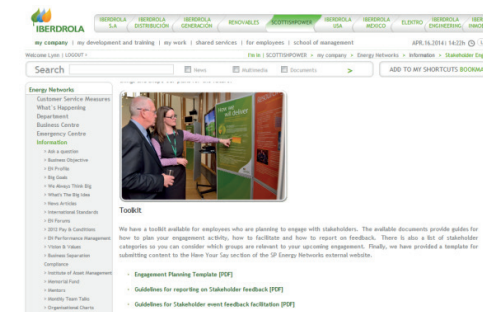 IBERDROLA
IBERDROLA S.A
IBERDROLA DISTRIBUCIÓN
IBERDROLA GENERACIÓN
RENOVABLES
SCOTTISHPOWER
IBERDROLA USA
IBERDROLA MEXICO
ELEKTRO
IBERDROLA ENGINEERING
my company | my development and training | my work | shared services | for employees | school of management
APR,16,2014| 14:22h
Welcome Lynn | LOGOUT >
I'm in | SCOTTISHPOWER > my company > Energy Networks > Information > Stakeholder Eng
Search
News
Multimedia
Documents
>
ADD TO MY SHORTCUTS BOOKMA
Energy Networks
Customer Service Measures
What's Happening
Department
Business Centre
Emergency Centre
Information
> Ask a question
> Business Objective
> EN Profile
> Big Goals
> We Always Think Big
> What's The Big Idea
> News Articles
> International Standards
> EN Forums
> 2013 Pay & Conditions
> EN Performance Management
> Vision & Values
> Business Separation Compliance
> Institute of Asset Management
> Memorial Fund
> Mentors
> Monthly Team Talks
> Organisational Charts
Toolkit
We have a toolkit available for employees who are planning to engage with stakeholders. The available documents provide guides for
how to plan your engagement activity, how to facilitate and how to report on feedback. There is also a list of stakeholder
categories so you can consider which groups are relevant to your upcoming engagement. Finally, we have provided a template for
submitting content to the Have Your Say section of the SP Energy Networks external website.
Engagement Planning Template [PDF]
Guidelines for reporting on Stakeholder feedback [PDF]
Guidelines for Stakeholder event feedback facilitation [PDF]